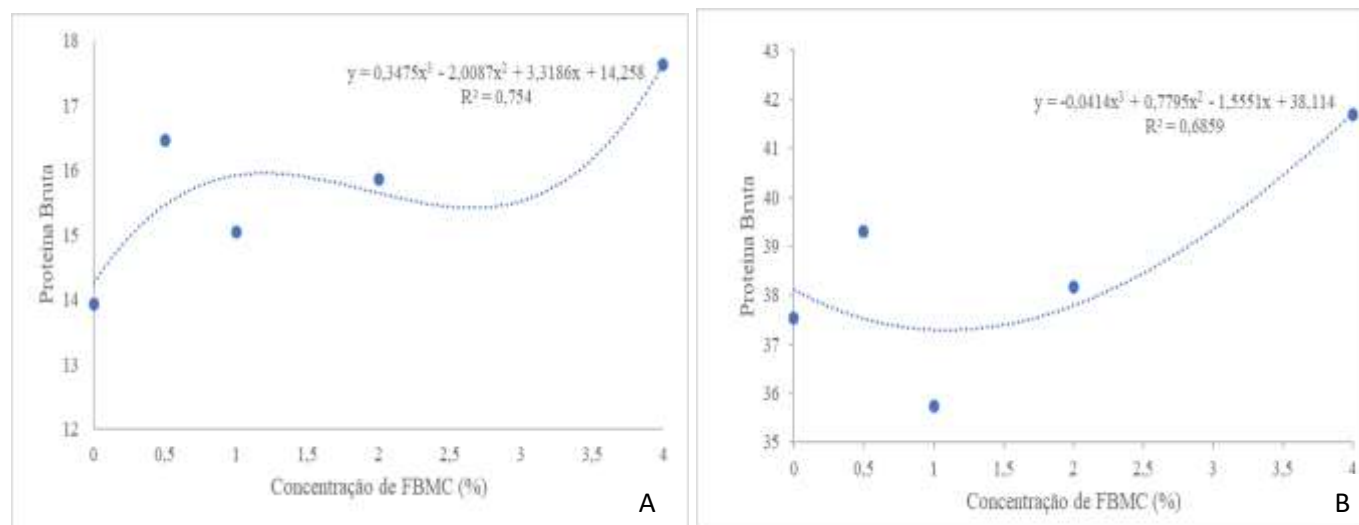 18
17
16
15
14
13
12
Proteína Bruta
y = 0,3475x³ - 2,0087x² + 3,3186x + 14,258
R² = 0,754
0 0,5 1 1,5 2 2,5 3 3,5 4
Concentração de FBMC (%)
A
43
42
41
40
39
38
37
36
35
Proteína Bruta
y = -0,0414x³ + 0,7795x² - 1,5551x + 38,114
R² = 0,6859
0 0,5 1 1,5 2 2,5 3 3,5 4
Concentração de FBMC (%)
B